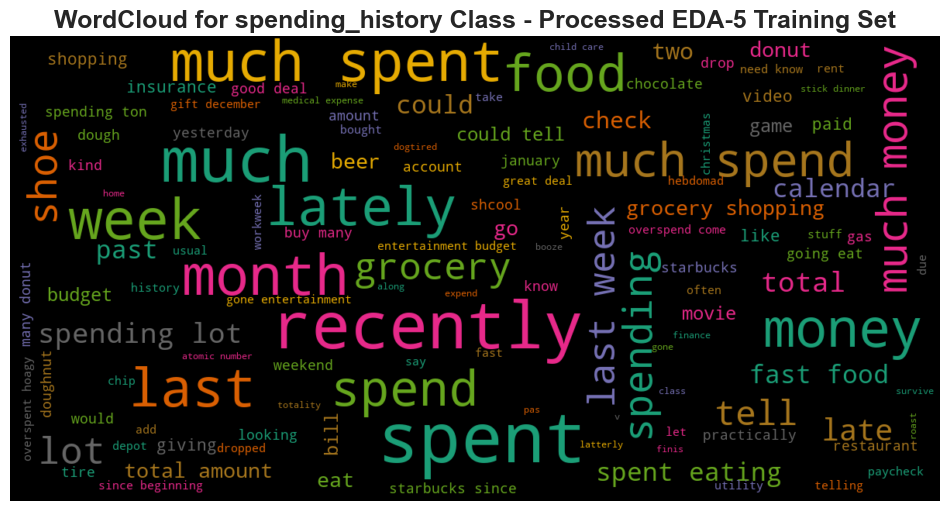 WordCloud for spending_history Class - Processed EDA-5 Training Set
shopping
much spent
food
child care
two
donut
drop
need know
rent
insurance
good deal
make
chocolate
video
stick dinner
spending ton
gift december
medical expense
take
could
amount
exhausted
dough
yesterday
bought
could tell
check
christmas
game
paid
much money
shoe
kind
much
beer
dogtired
account
january
great deal
much spend
hebdomad
calendar
home
week
workweek
lately
shcool
go
year
grocery shopping
past
usual
buy many
entertainment budget
booze
last week
overspend come
like
stuff
gas
going eat
much money
due
many donut
budget
history
month
gone entertainment
grocery
along
expend
know
spending
starbucks
often
total
movie
finance
spending lot
recently
money
atomic number
fast
gone
overspent hoagy
doughnut
chip
last
weekend
say
spend
class
fast food
survive
totality
pas
would
add
giving
looking
bill
spent
v
let
tell
practically
late
roast
lot
depot
dropped
latterly
finis
restaurant
tire
total amount
eat
spent eating
paycheck
since beginning
starbucks since
utility
telling